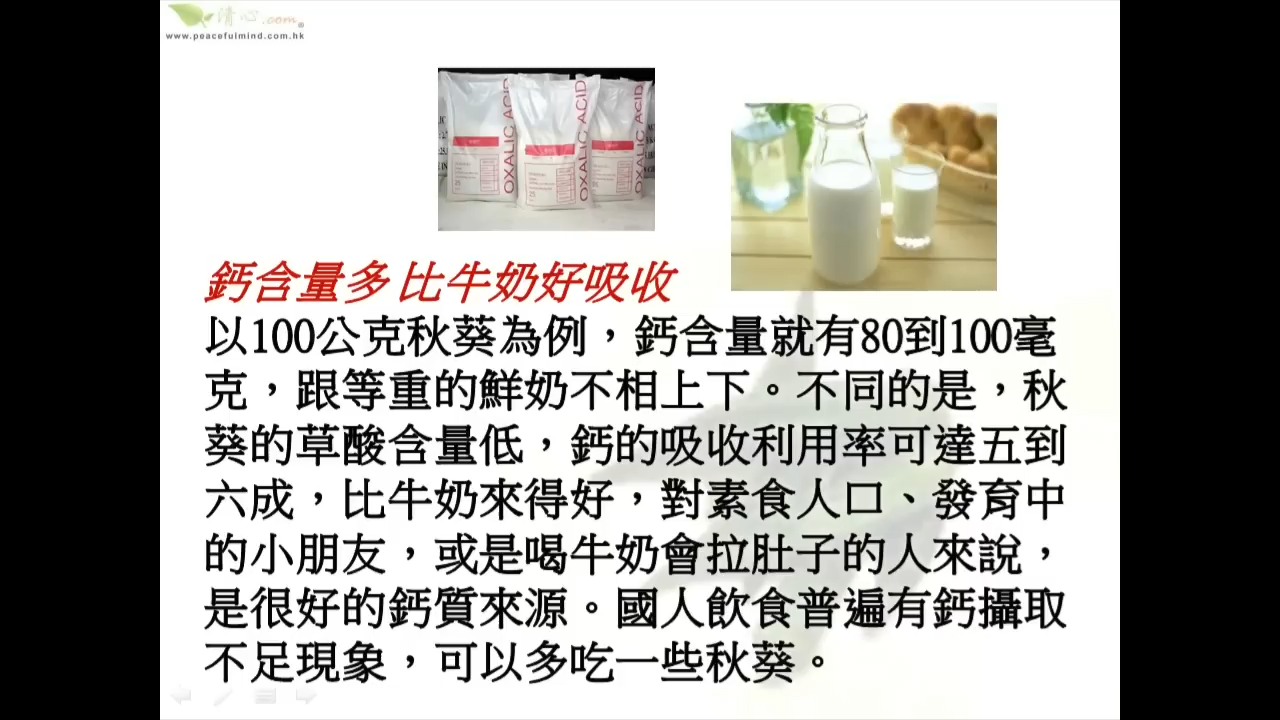 清心.com
www.peacefulmind.com.hk
OXALIC ACID
OXALIC ACID
OXALIC ACID
鈣含量多 比牛奶好吸收
以100公克秋葵為例，鈣含量就有80到100毫
克，跟等重的鮮奶不相上下。不同的是，秋
葵的草酸含量低，鈣的吸收利用率可達五到
六成，比牛奶來得好，對素食人口、發育中
的小朋友，或是喝牛奶會拉肚子的人來說，
是很好的鈣質來源。國人飲食普遍有鈣攝取
不足現象，可以多吃一些秋葵。